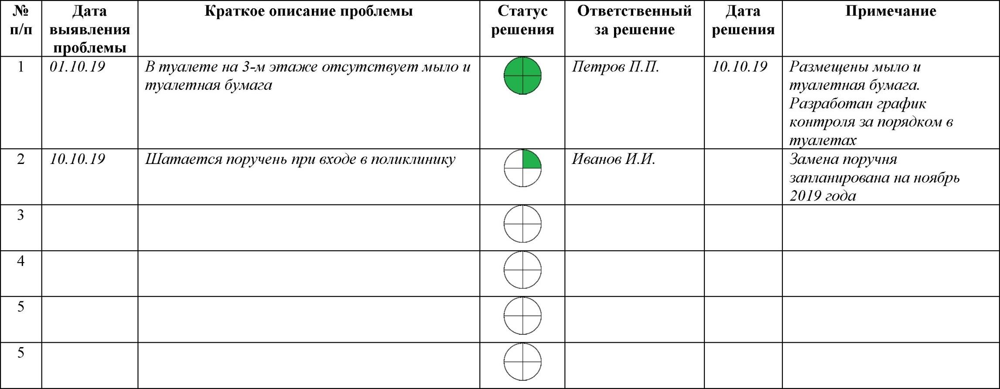 №
п/п
Дата
выявления
проблемы
Краткое описание проблемы
Статус
решения
Ответственный
за решение
Дата
решения
Примечание
1
01.10.19
В туалете на 3-м этаже отсутствует мыло и
туалетная бумага
Петров П.П.
10.10.19
Размещены мыло и
туалетная бумага.
Разработан график
контроля за порядком в
туалетах
2
10.10.19
Шатается поручень при входе в поликлинику
Иванов И.И.
Замена поручня
запланирована на ноябрь
2019 года
3
4
5
5